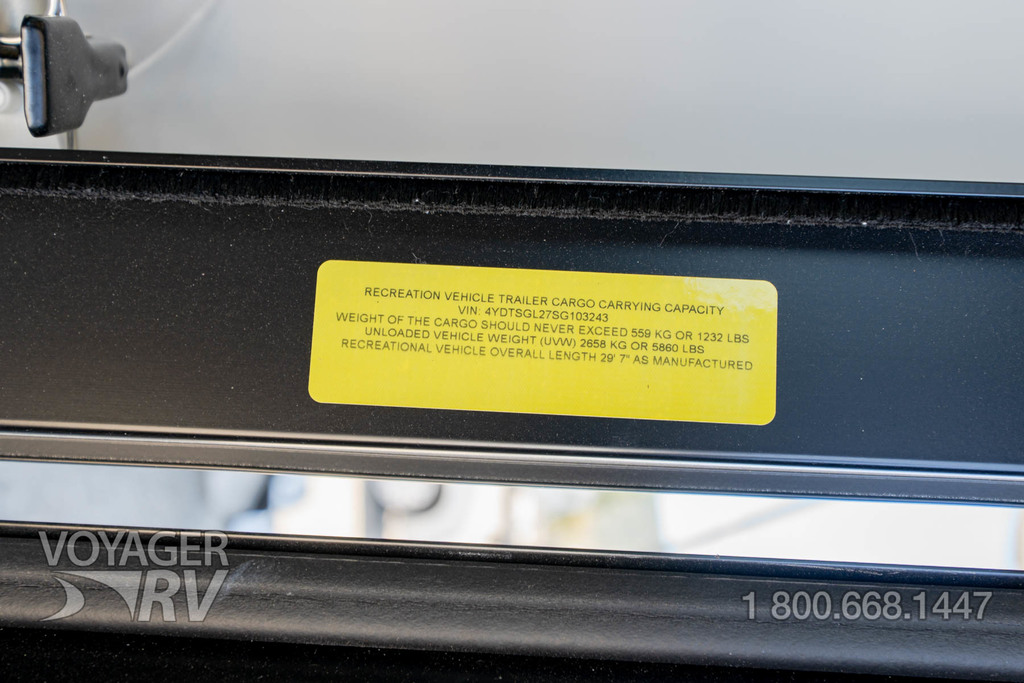 RECREATION VEHICLE TRAILER CARGO CARRYING CAPACITY
VIN: 4YDTSGL27SG103243
WEIGHT OF THE CARGO SHOULD NEVER EXCEED 559 KG OR 1232 LBS
UNLOADED VEHICLE WEIGHT (UVW) 2658 KG OR 5860 LBS
RECREATIONAL VEHICLE OVERALL LENGTH 29' 7" AS MANUFACTURED
VOYAGER
RV
1 800.668.1447